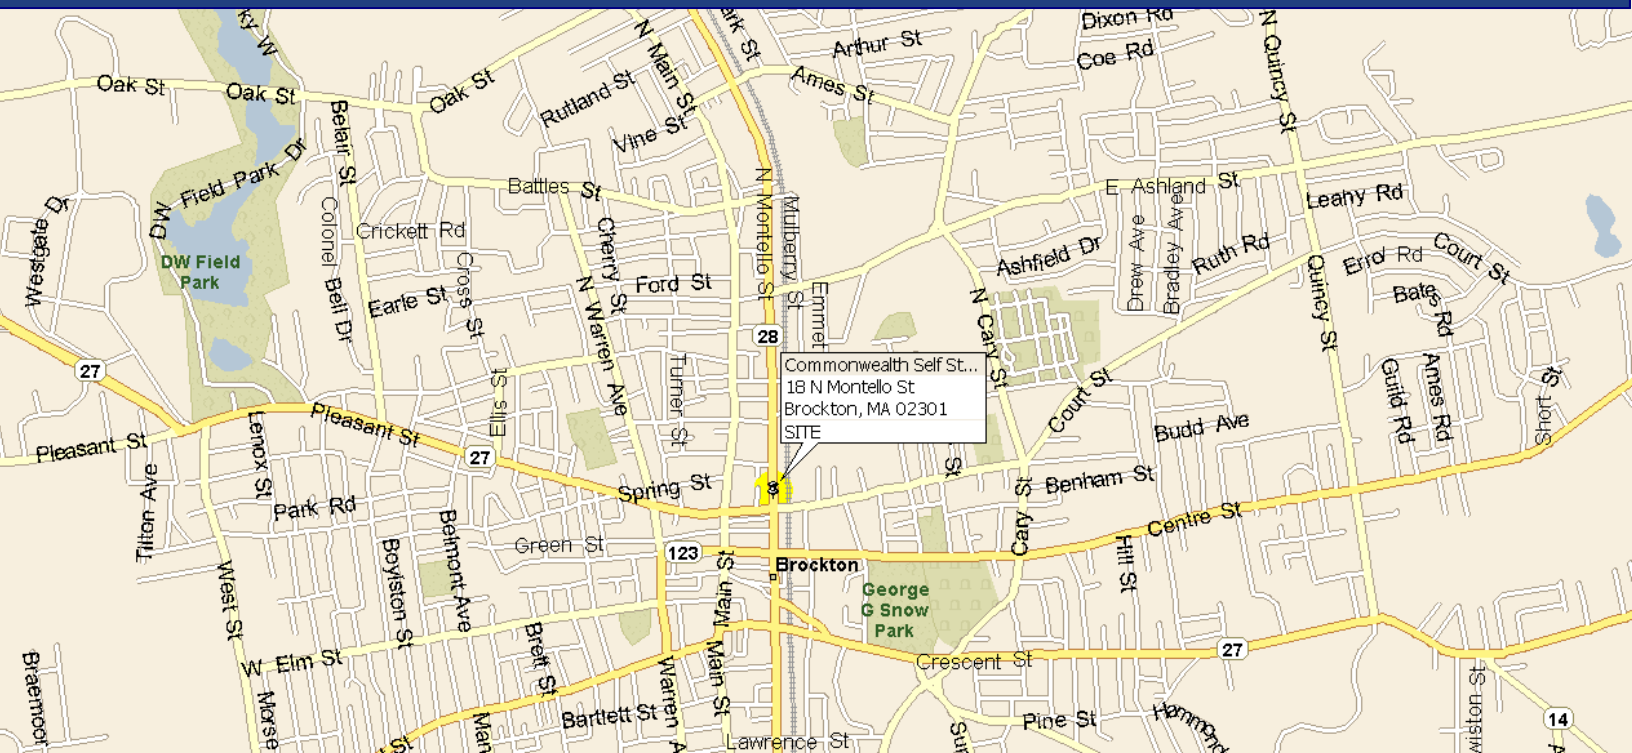 Dixon Rd
Arthur St
Coe Rd
N Quincy St
N Main St
Oak St
Oak St
Oak St
Rutland St
Ames St
Vine St
Belair St
Field Park Dr
DW
Battles St
E Ashland St
Leahy Rd
Westgate Dr
Colonel Bell Dr
Crickett Rd
Cherry St
N Montello St
Mulberry St
Drew Ave
Bradley Ave
Ruth Rd
Ashfield Dr
Court St
Errol Rd
DW Field
Park
Cross St
Ford St
Earle St
Emmet
N Cary St
Quincy St
Bates Rd
N Warren Ave
28
27
Turner St
Commonwealth Self St...
18 N Montello St
Brockton, MA 02301
SITE
Guild Rd
Ames Rd
Short St
Ellis St
Court St
Lenox St
Pleasant St
Pleasant St
Budd Ave
27
St
Tilton Ave
Spring St
Benham St
Park Rd
Cary St
Centre St
Belmont Ave
Green St
123
Boylston St
Brockton
Hill St
West St
N Main St
George
G Snow
Park
W Elm St
Brett St
Main St
Crescent St
27
Braemoor
Morse
Warren A
Bartlett St
Pine St
Hammond
14
St
Man
Lawrence St
Sur